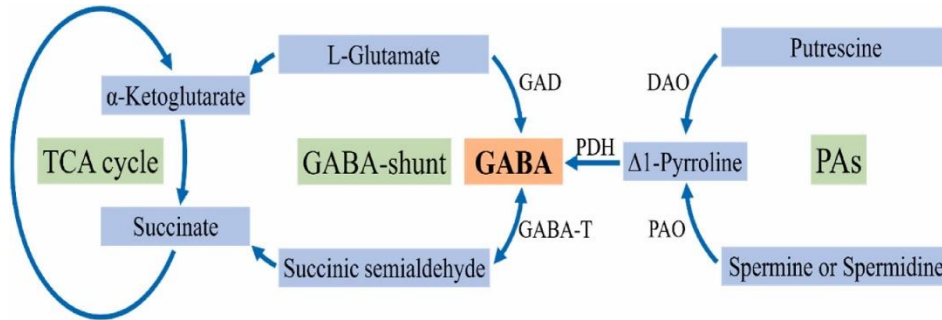 L-Glutamate
Putrescine
GAD
DAO
α-Ketoglutarate
TCA cycle
GABA-shunt
GABA
PDH
Δ1-Pyrroline
PAs
Succinate
GABA-T
PAO
Succinic semialdehyde
Spermine or Spermidine